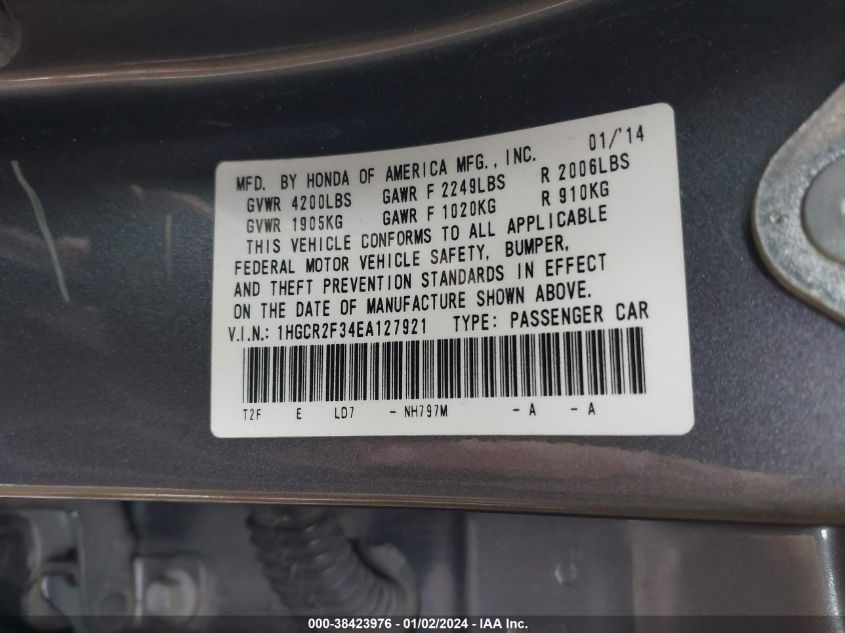 01/'14
MFD. BY HONDA OF AMERICA MFG., INC.
GVWR 4200LBS GAWR F 2249LBS R 2006LBS
GVWR 1905KG GAWR F 1020KG R 910KG
THIS VEHICLE CONFORMS TO ALL APPLICABLE
FEDERAL MOTOR VEHICLE SAFETY, BUMPER,
AND THEFT PREVENTION STANDARDS IN EFFECT
ON THE DATE OF MANUFACTURE SHOWN ABOVE.
V.I.N.: 1HGCR2F34EA127921 TYPE: PASSENGER CAR
T2F E LD7 - NH797M - A - A
000-38423976 - 01/02/2024 - IAA Inc.